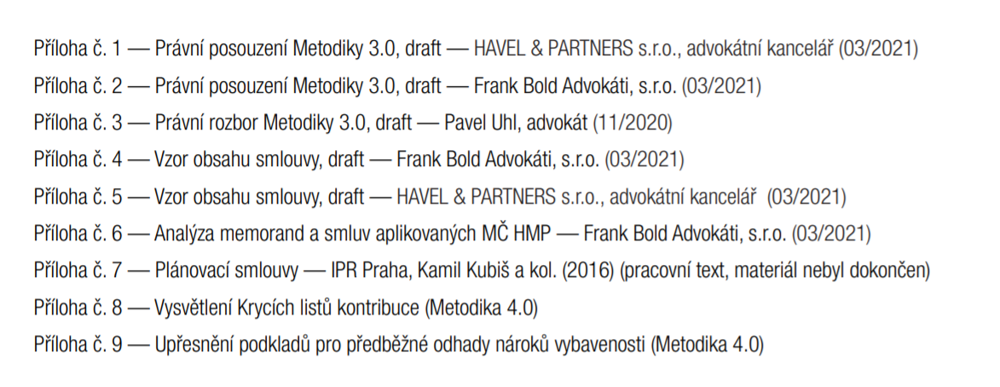 Příloha č. 1 — Právní posouzení Metodiky 3.0, draft — HAVEL & PARTNERS s.r.o., advokátní kancelář (03/2021)
Příloha č. 2 — Právní posouzení Metodiky 3.0, draft — Frank Bold Advokáti, s.r.o. (03/2021)
Příloha č. 3 — Právní rozbor Metodiky 3.0, draft — Pavel Uhl, advokát (11/2020)
Příloha č. 4 — Vzor obsahu smlouvy, draft — Frank Bold Advokáti, s.r.o. (03/2021)
Příloha č. 5 — Vzor obsahu smlouvy, draft — HAVEL & PARTNERS s.r.o., advokátní kancelář (03/2021)
Příloha č. 6 — Analýza memorand a smluv aplikovaných MČ HMP — Frank Bold Advokáti, s.r.o. (03/2021)
Příloha č. 7 — Plánovací smlouvy — IPR Praha, Kamil Kubiš a kol. (2016) (pracovní text, materiál nebyl dokončen)
Příloha č. 8 — Vysvětlení Krycích listů kontribuce (Metodika 4.0)
Příloha č. 9 — Upřesnění podkladů pro předběžné odhady nároků vybavenosti (Metodika 4.0)